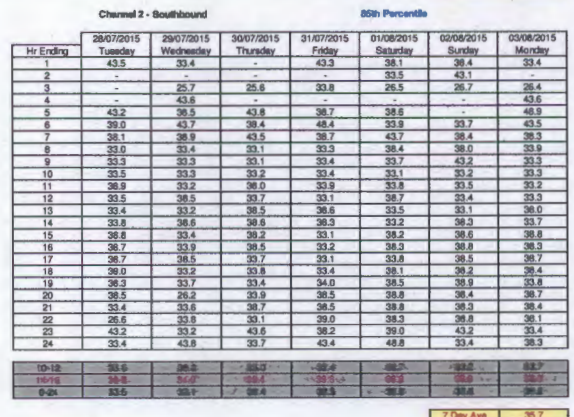 Channel 2 - Southbound 85th Percentile
28/07/2015 29/07/2015 30/07/2015 31/07/2015 01/08/2015 02/08/2015 03/08/2015
Hr Ending Tuesday Wednesday Thursday Friday Saturday Sunday Monday
1 43.5 33.4 - 43.3 38.1 38.4 33.4
2 - - - - 33.5 43.1 -
3 - 25.7 25.6 33.8 26.5 26.7 26.4
4 - 43.6 - - - - 43.6
5 43.2 38.5 43.8 38.7 38.6 - 48.9
6 39.0 43.7 39.4 48.4 33.9 33.7 43.5
7 38.1 38.9 43.5 38.7 43.7 38.4 38.3
8 33.0 33.4 33.1 33.3 38.4 38.0 33.9
9 33.3 33.3 33.1 33.4 33.7 43.2 33.3
10 33.5 33.3 33.2 33.4 33.1 33.2 33.3
11 38.9 33.2 38.0 33.9 33.8 33.5 33.2
12 33.5 38.5 33.7 33.1 38.7 33.4 33.3
13 33.4 33.2 38.5 38.6 33.5 33.1 38.0
14 33.8 38.6 38.6 38.3 33.2 38.3 33.7
15 38.8 33.4 38.2 33.1 38.2 38.6 38.8
16 38.7 33.9 38.5 33.2 38.3 38.8 38.3
17 38.7 38.5 33.7 33.1 33.8 38.5 38.7
18 38.0 33.2 33.8 33.4 38.1 38.2 38.4
19 38.3 33.7 33.4 34.0 38.5 38.9 33.8
20 38.5 26.2 33.9 38.5 38.8 38.4 38.7
21 33.4 33.6 38.7 38.5 38.8 38.3 38.4
22 26.6 33.8 33.1 39.0 38.3 38.8 38.1
23 43.2 33.2 43.6 38.2 39.0 43.2 33.4
24 33.4 43.8 33.7 43.4 48.8 33.4 38.3
10-12
0-24 33.5
7 Day Ave 35.7